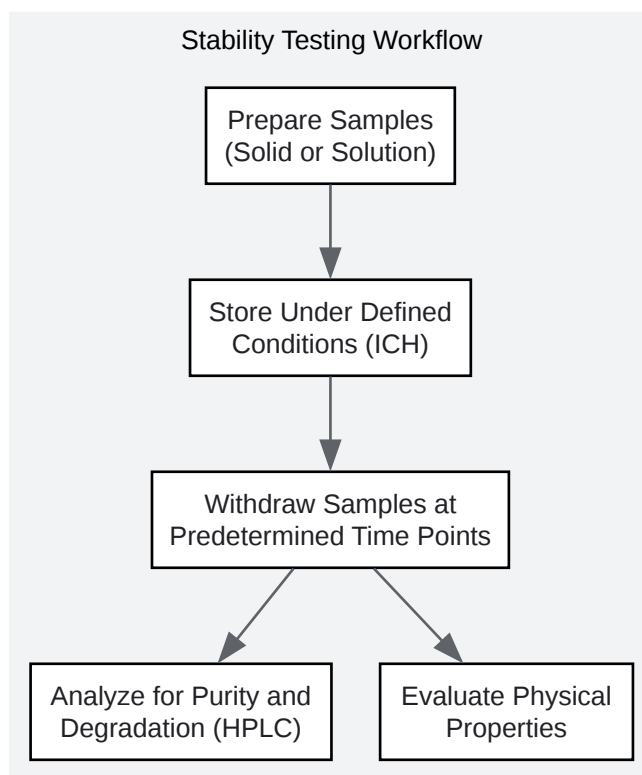 Stability Testing Workflow
Prepare Samples
(Solid or Solution)
Store Under Defined
Conditions (ICH)
Withdraw Samples at
Predetermined Time Points
Analyze for Purity and
Degradation (HPLC)
Evaluate Physical
Properties